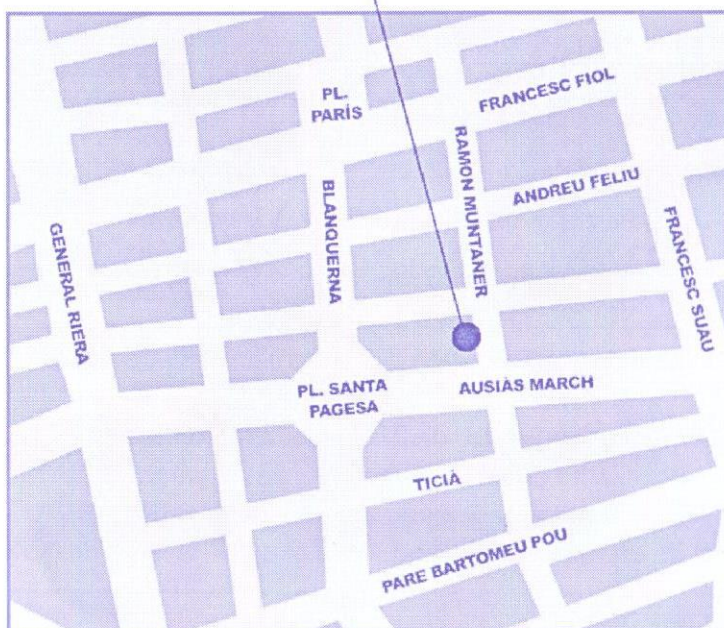 PL.
PARÍS
FRANCESC FIOL
RAMON MUNTANER
BLANQUERNA
ANDREU FELIU
GENERAL RIERA
FRANCESC SUAU
PL. SANTA
PAGESA
AUSIÀS MARCH
TICIÀ
PARE BARTOMEU POU